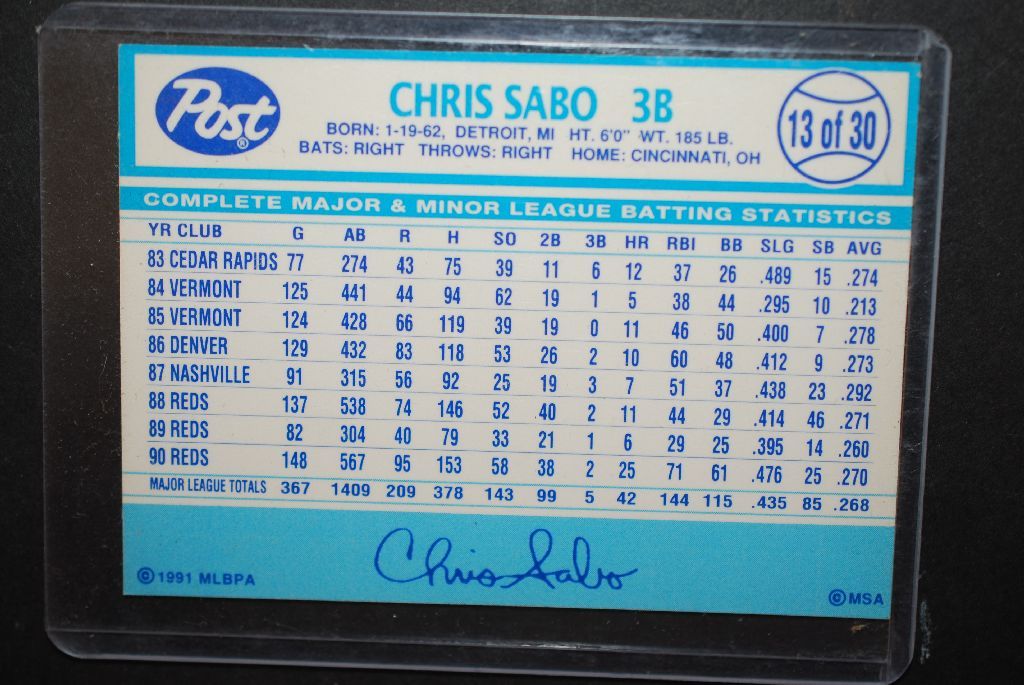 Post®
CHRIS SABO 3B
BORN: 1-19-62, DETROIT, MI HT. 6'0" WT. 185 LB.
BATS: RIGHT THROWS: RIGHT HOME: CINCINNATI, OH
13 of 30
COMPLETE MAJOR & MINOR LEAGUE BATTING STATISTICS
YR CLUB G AB R H SO 2B 3B HR RBI BB SLG SB AVG
83 CEDAR RAPIDS 77 274 43 75 39 11 6 12 37 26 .489 15 .274
84 VERMONT 125 441 44 94 62 19 1 5 38 44 .295 10 .213
85 VERMONT 124 428 66 119 39 19 0 11 46 50 .400 7 .278
86 DENVER 129 432 83 118 53 26 2 10 60 48 .412 9 .273
87 NASHVILLE 91 315 56 92 25 19 3 7 51 37 .438 23 .292
88 REDS 137 538 74 146 52 40 2 11 44 29 .414 46 .271
89 REDS 82 304 40 79 33 21 1 6 29 25 .395 14 .260
90 REDS 148 567 95 153 58 38 2 25 71 61 .476 25 .270
MAJOR LEAGUE TOTALS 367 1409 209 378 143 99 5 42 144 115 .435 85 .268
Chris Sabo
©1991 MLBPA
©MSA